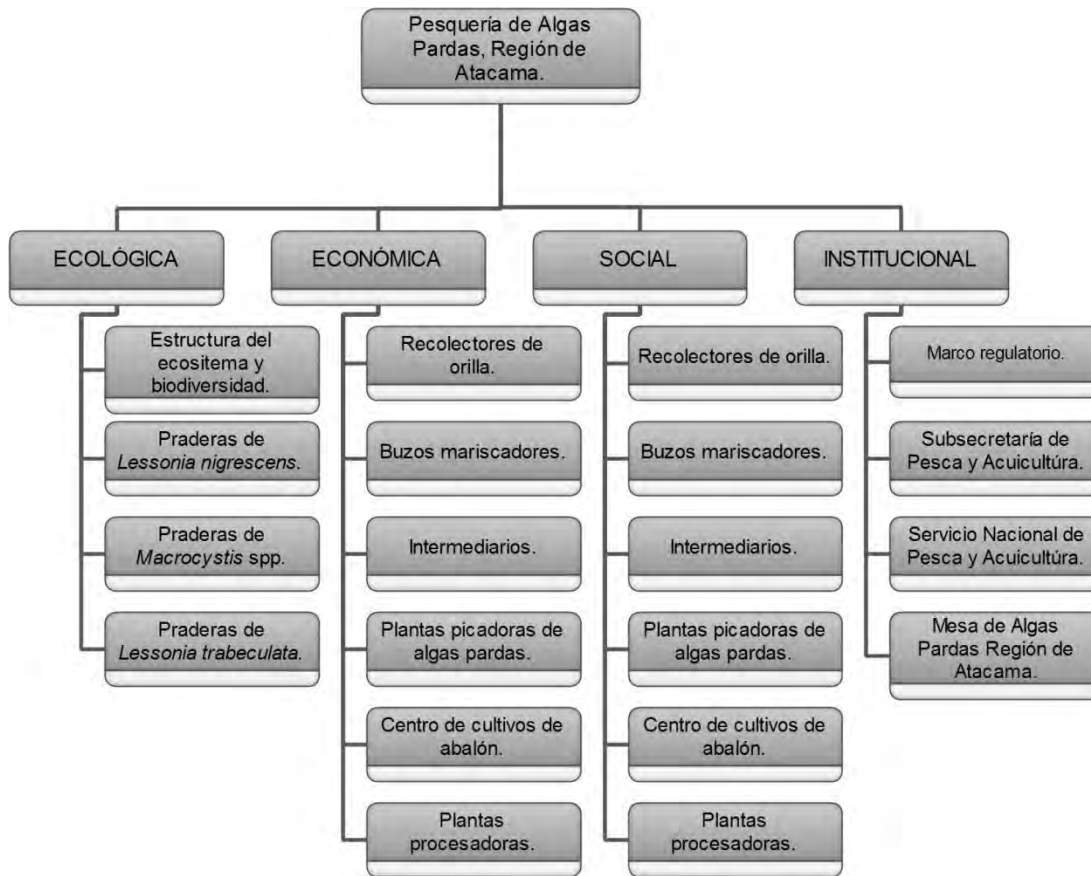 Pesquería de Algas
Pardas, Región de
Atacama.
ECOLÓGICA
Estructura del
ecositema y
biodiversidad.
Praderas de
Lessonia nigrescens.
Praderas de
Macrocystis spp.
Praderas de
Lessonia trabeculata.
ECONÓMICA
Recolectores de
orilla.
Buzos mariscadores.
Intermediarios.
Plantas picadoras de
algas pardas.
Centro de cultivos de
abalón.
Plantas
procesadoras.
SOCIAL
Recolectores de orilla.
Buzos mariscadores.
Intermediarios.
Plantas picadoras de
algas pardas.
Centro de cultivos de
abalón.
Plantas
procesadoras.
INSTITUCIONAL
Marco regulatorio.
Subsecretaría de
Pesca y Acuicultúra.
Servicio Nacional de
Pesca y Acuicultúra.
Mesa de Algas
Pardas Región de
Atacama.